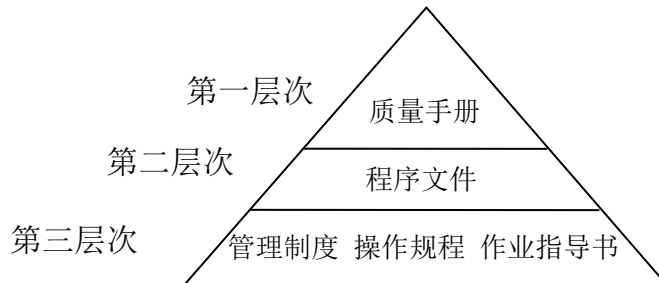 第一层次
质量手册
第二层次
程序文件
第三层次
管理制度 操作规程 作业指导书